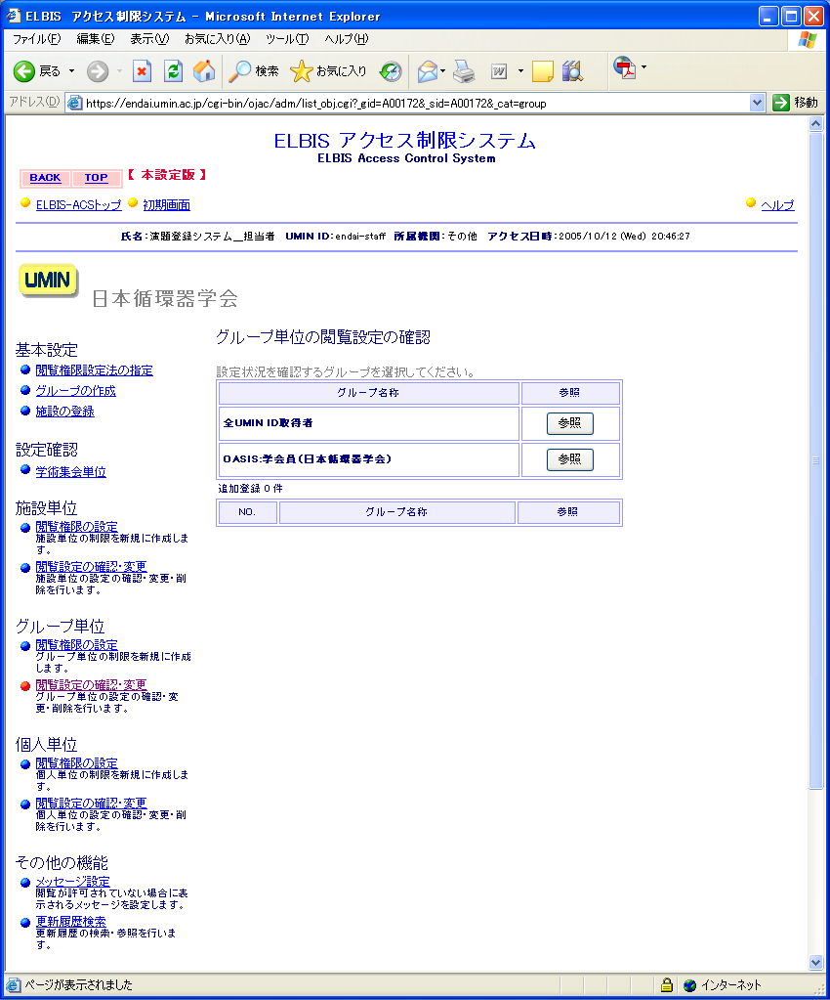 ELBIS アクセス制限システム - Microsoft Internet Explorer
ファイル(F) 編集(E) 表示(V) お気に入り(A) ツール(T) ヘルプ(H)
戻る 検索 お気に入り
アドレス(D) https://endai.umin.ac.jp/cgi-bin/ojac/adm/list_obj.cgi?_gid=A00172&_sid=A00172&_cat=group 移動
ELBIS アクセス制限システム
ELBIS Access Control System
BACK TOP 【 本設定版 】
ELBIS-ACSトップ 初期画面 ヘルプ
氏名:演題登録システム__担当者 UMIN ID:endai-staff 所属機関:その他 アクセス日時:2005/10/12 (Wed) 20:46:27
UMIN 日本循環器学会
基本設定
閲覧権限設定法の指定
グループの作成
施設の登録
設定確認
学術集会単位
施設単位
閲覧権限の設定
施設単位の制限を新規に作成しま
す。
閲覧設定の確認・変更
施設単位の設定の確認・変更・削
除を行います。
グループ単位
閲覧権限の設定
グループ単位の制限を新規に作成
します。
閲覧設定の確認・変更
グループ単位の設定の確認・変
更・削除を行います。
個人単位
閲覧権限の設定
個人単位の制限を新規に作成しま
す。
閲覧設定の確認・変更
個人単位の設定の確認・変更・削
除を行います。
その他の機能
メッセージ設定
閲覧が許可されていない場合に表
示されるメッセージを設定します。
更新履歴検索
更新履歴の検索・参照を行いま
す。
グループ単位の閲覧設定の確認
設定状況を確認するグループを選択してください。
グループ名称 参照
全UMIN ID取得者 参照
OASIS:学会員(日本循環器学会) 参照
追加登録 0 件
NO. グループ名称 参照
ページが表示されました インターネット